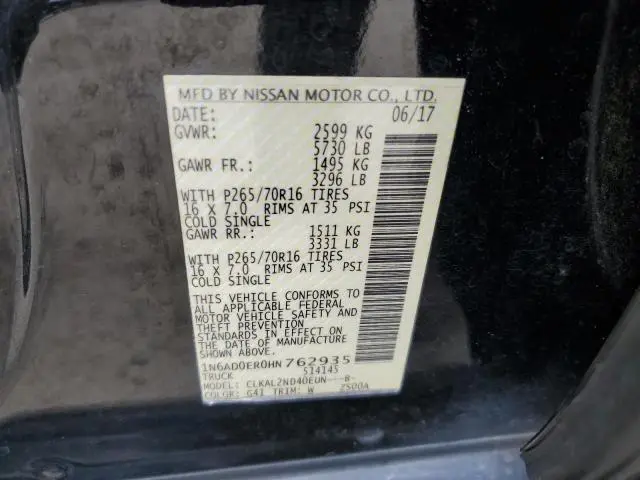 MFD BY NISSAN MOTOR CO., LTD.
DATE: 06/17
GVWR: 2599 KG
5730 LB
GAWR FR.: 1495 KG
3296 LB
WITH P265/70R16 TIRES
16 X 7.0 RIMS AT 35 PSI
COLD SINGLE
GAWR RR.: 1511 KG
3331 LB
WITH P265/70R16 TIRES
16 X 7.0 RIMS AT 35 PSI
COLD SINGLE
THIS VEHICLE CONFORMS TO
ALL APPLICABLE FEDERAL
MOTOR VEHICLE SAFETY AND
THEFT PREVENTION
STANDARDS IN EFFECT ON
THE DATE OF MANUFACTURE
SHOWN ABOVE.
1N6AD0ER0HN762935
TRUCK 514145
MODEL: CLKAL2ND40EUN---B-
COLOR: G41 TRIM: W 2500A